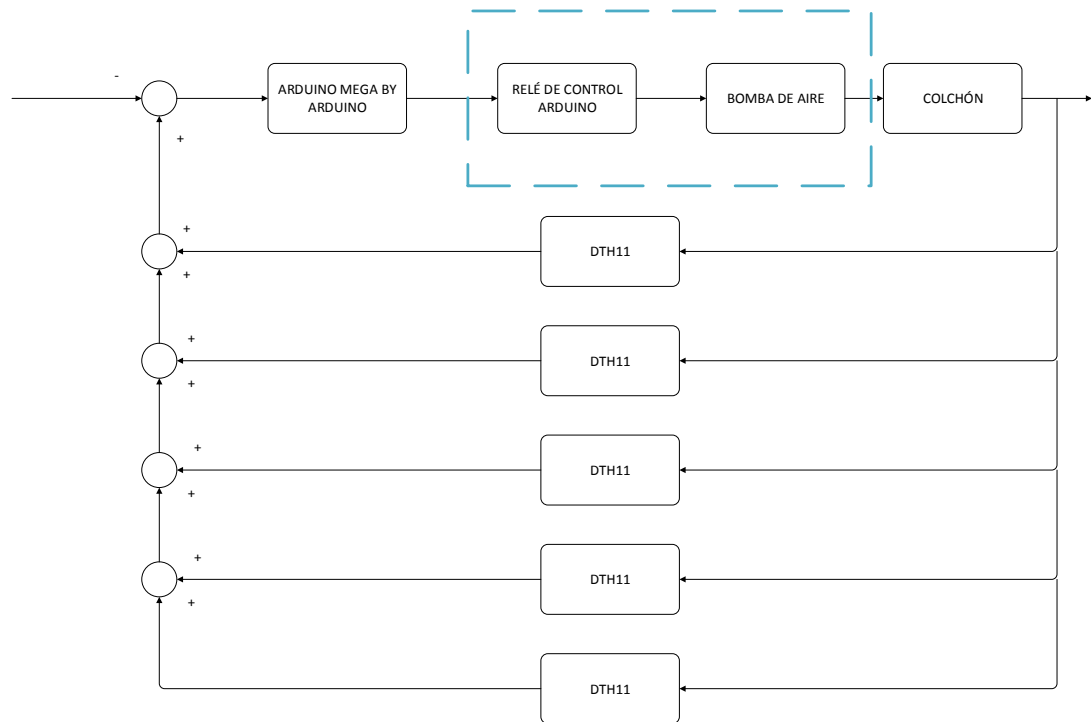 -
ARDUINO MEGA BY
ARDUINO
RELÉ DE CONTROL
ARDUINO
BOMBA DE AIRE
COLCHÓN
+
+
DTH11
+
+
DTH11
+
+
DTH11
+
+
DTH11
+
DTH11